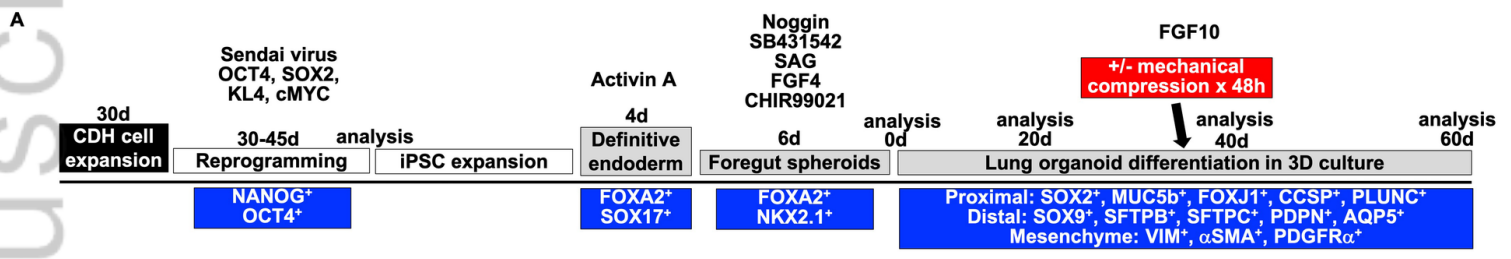 A
Sendai virus
OCT4, SOX2,
KL4, cMYC
Activin A
Noggin
SB431542
SAG
FGF4
CHIR99021
FGF10
+/- mechanical
compression x 48h
30d
CDH cell
expansion
30-45d
Reprogramming
analysis
iPSC expansion
4d
Definitive
endoderm
6d
Foregut spheroids
analysis
0d
analysis
20d
analysis
40d
analysis
60d
Lung organoid differentiation in 3D culture
NANOG⁺
OCT4⁺
FOXA2⁺
SOX17⁺
FOXA2⁺
NKX2.1⁺
Proximal: SOX2⁺, MUC5b⁺, FOXJ1⁺, CCSP⁺, PLUNC⁺
Distal: SOX9⁺, SFTPB⁺, SFTPC⁺, PDPN⁺, AQP5⁺
Mesenchyme: VIM⁺, αSMA⁺, PDGFRα⁺